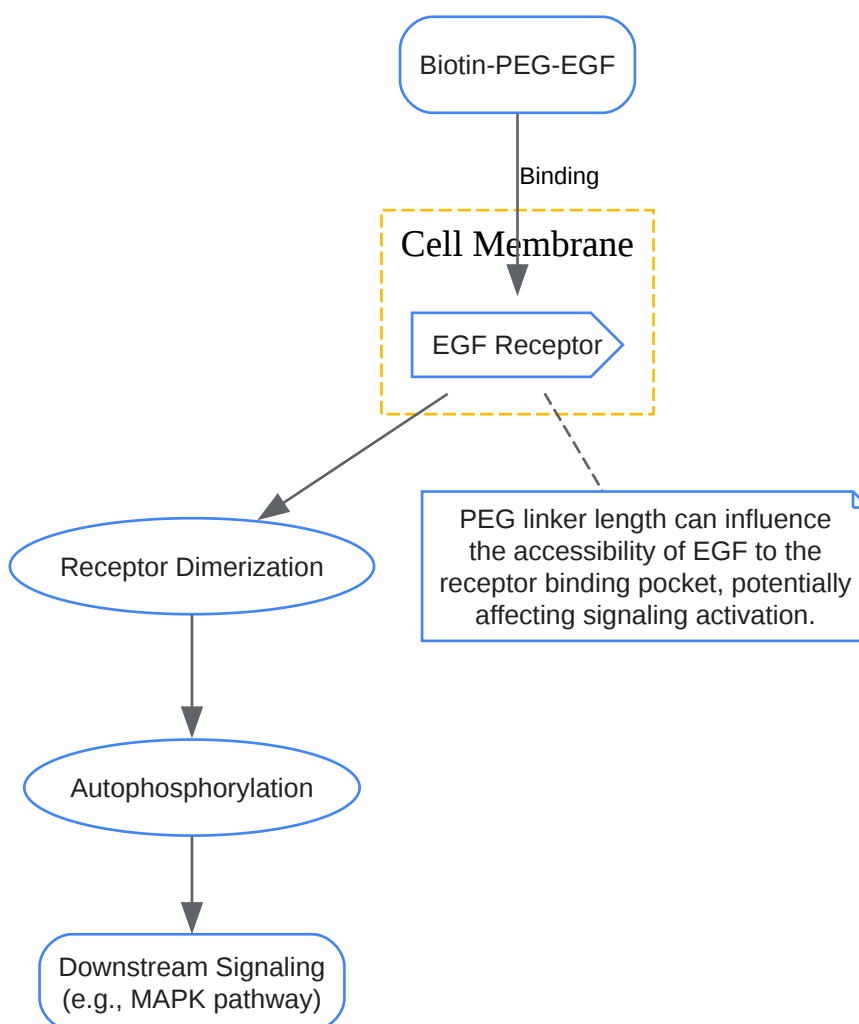 Biotin-PEG-EGF
Binding
Cell Membrane
EGF Receptor
PEG linker length can influence
the accessibility of EGF to the
receptor binding pocket, potentially
affecting signaling activation.
Receptor Dimerization
Autophosphorylation
Downstream Signaling
(e.g., MAPK pathway)